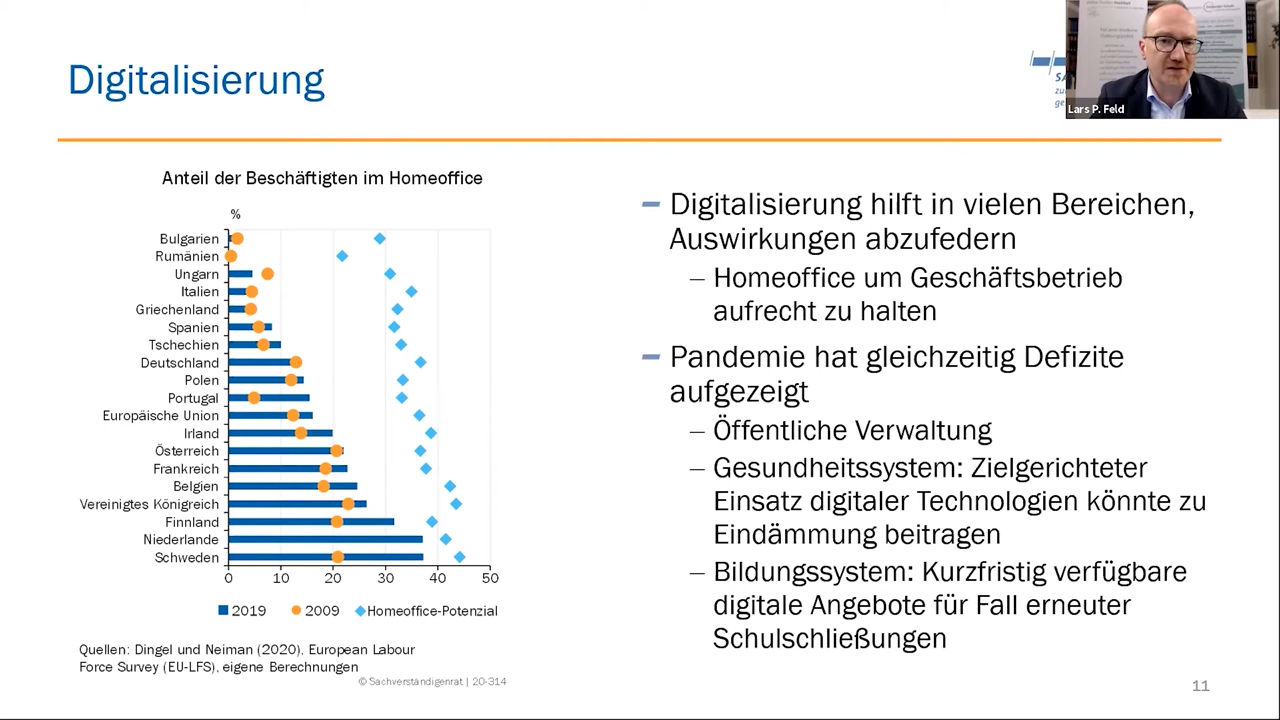 Digitalisierung
SA
zu
ge
Lars P. Feld
Anteil der Beschäftigten im Homeoffice
%
Bulgarien
Rumänien
Ungarn
Italien
Griechenland
Spanien
Tschechien
Deutschland
Polen
Portugal
Europäische Union
Irland
Österreich
Frankreich
Belgien
Vereinigtes Königreich
Finnland
Niederlande
Schweden
0 10 20 30 40 50
2019 2009 Homeoffice-Potenzial
Quellen: Dingel und Neiman (2020), European Labour
Force Survey (EU-LFS), eigene Berechnungen
© Sachverständigenrat | 20-314
Digitalisierung hilft in vielen Bereichen,
Auswirkungen abzufedern
– Homeoffice um Geschäftsbetrieb
aufrecht zu halten
Pandemie hat gleichzeitig Defizite
aufgezeigt
– Öffentliche Verwaltung
– Gesundheitssystem: Zielgerichteter
Einsatz digitaler Technologien könnte zu
Eindämmung beitragen
– Bildungssystem: Kurzfristig verfügbare
digitale Angebote für Fall erneuter
Schulschließungen
11